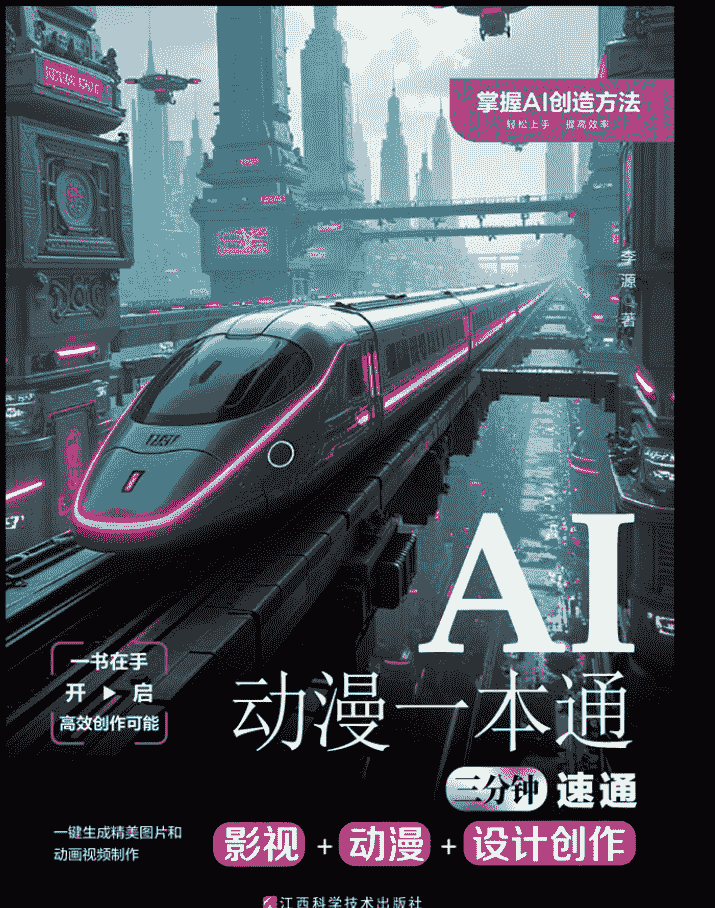 掌握AI创造方法
轻松上手 提高效率
李源 著
AI
动漫一本通
三分钟 速通
一书在手
开 启
高效创作可能
一键生成精美图片和
动画视频制作
影视 + 动漫 + 设计创作
江西科学技术出版社